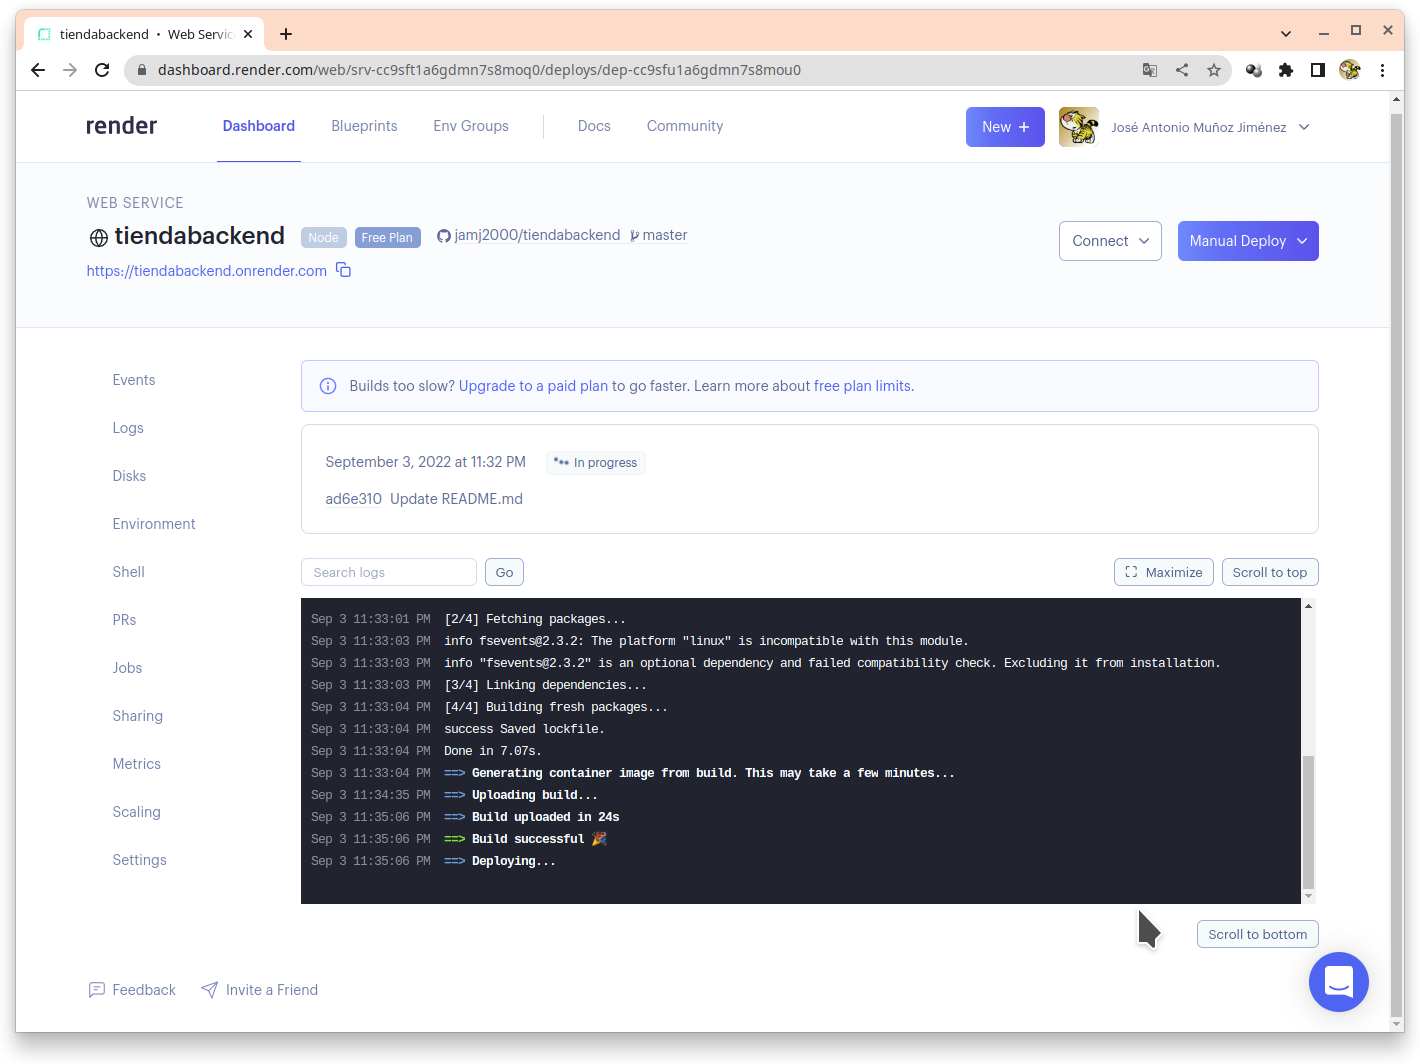 tiendabackend • Web Servic
dashboard.render.com/web/srv-cc9sft1a6gdmn7s8moq0/deploys/dep-cc9sfu1a6gdmn7s8mou0
render Dashboard Blueprints Env Groups Docs Community New + José Antonio Muñoz Jiménez
WEB SERVICE
tiendabackend Node Free Plan jamj2000/tiendabackend master
Connect Manual Deploy
https://tiendabackend.onrender.com
Events
Logs
Disks
Environment
Shell
PRs
Jobs
Sharing
Metrics
Scaling
Settings
Builds too slow? Upgrade to a paid plan to go faster. Learn more about free plan limits.
September 3, 2022 at 11:32 PM In progress
ad6e310 Update README.md
Search logs Go Maximize Scroll to top
Sep 3 11:33:01 PM [2/4] Fetching packages...
Sep 3 11:33:03 PM info fsevents@2.3.2: The platform "linux" is incompatible with this module.
Sep 3 11:33:03 PM info "fsevents@2.3.2" is an optional dependency and failed compatibility check. Excluding it from installation.
Sep 3 11:33:03 PM [3/4] Linking dependencies...
Sep 3 11:33:04 PM [4/4] Building fresh packages...
Sep 3 11:33:04 PM success Saved lockfile.
Sep 3 11:33:04 PM Done in 7.07s.
Sep 3 11:33:04 PM ==> Generating container image from build. This may take a few minutes...
Sep 3 11:34:35 PM ==> Uploading build...
Sep 3 11:35:06 PM ==> Build uploaded in 24s
Sep 3 11:35:06 PM ==> Build successful 🎉
Sep 3 11:35:06 PM ==> Deploying...
Scroll to bottom
Feedback Invite a Friend